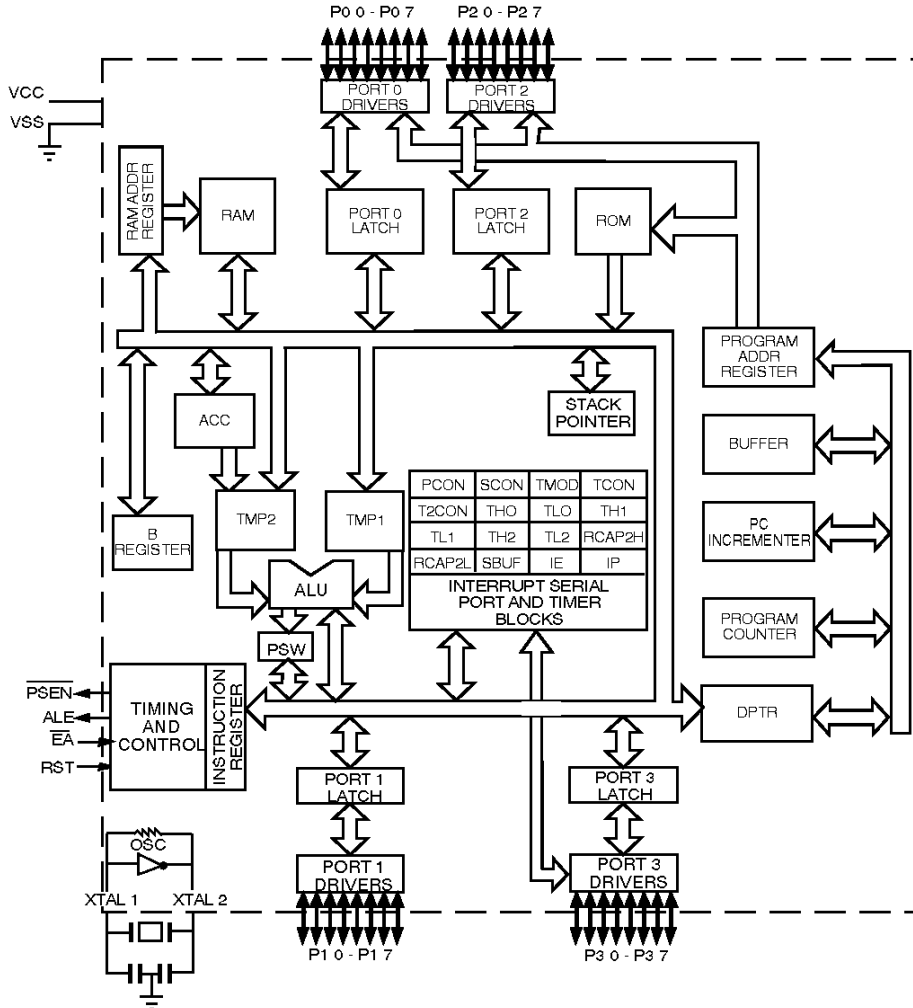 P0 0 - P0 7
P2 0 - P2 7
VCC
VSS
PORT 0
DRIVERS
PORT 2
DRIVERS
RAM ADDR
REGISTER
RAM
PORT 0
LATCH
PORT 2
LATCH
ROM
PROGRAM
ADDR
REGISTER
ACC
STACK
POINTER
BUFFER
B
REGISTER
TMP2
TMP1
PCON SCON TMOD TCON
T2CON TH0 TL0 TH1
TL1 TH2 TL2 RCAP2H
RCAP2L SBUF IE IP
INTERRUPT SERIAL
PORT AND TIMER
BLOCKS
PC
INCREMENTER
ALU
PSW
PROGRAM
COUNTER
PSEN
ALE
EA
RST
TIMING
AND
CONTROL
INSTRUCTION
REGISTER
DPTR
PORT 1
LATCH
PORT 3
LATCH
OSC
PORT 1
DRIVERS
PORT 3
DRIVERS
XTAL 1
XTAL 2
P1 0 - P1 7
P3 0 - P3 7